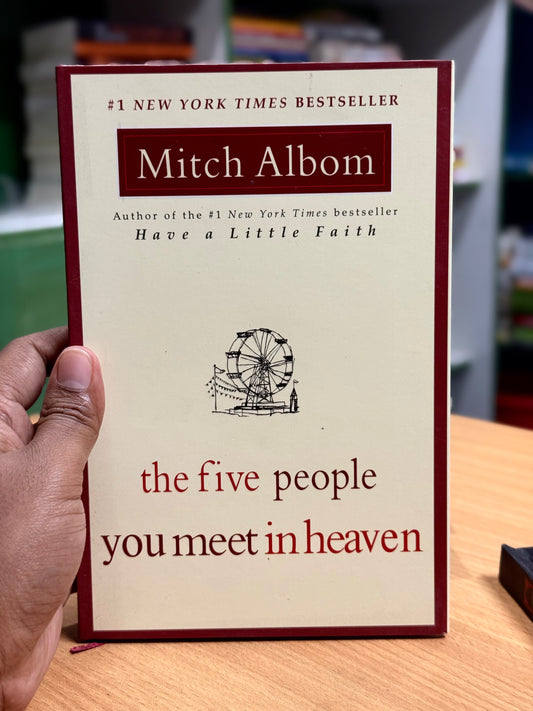 #1 NEW YORK TIMES BESTSELLER
Mitch Albom
Author of the #1 New York Times bestseller
Have a Little Faith
the five people
you meet in heaven